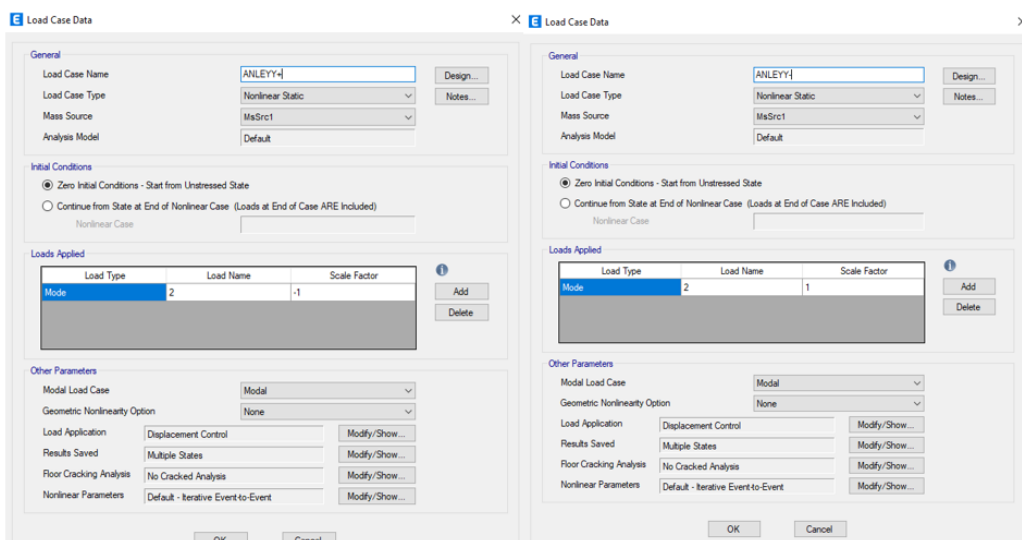 E Load Case Data
General
Load Case Name ANLEYY+ Design...
Load Case Type Nonlinear Static Notes...
Mass Source MsSrc1
Analysis Model Default
Initial Conditions
Zero Initial Conditions - Start from Unstressed State
Continue from State at End of Nonlinear Case (Loads at End of Case ARE Included)
Nonlinear Case
Loads Applied
Load Type Load Name Scale Factor
Mode 2 -1
Add
Delete
Other Parameters
Modal Load Case Modal
Geometric Nonlinearity Option None
Load Application Displacement Control Modify/Show...
Results Saved Multiple States Modify/Show...
Floor Cracking Analysis No Cracked Analysis Modify/Show...
Nonlinear Parameters Default - Iterative Event-to-Event Modify/Show...
OK Cancel
E Load Case Data
General
Load Case Name ANLEYY- Design...
Load Case Type Nonlinear Static Notes...
Mass Source MsSrc1
Analysis Model Default
Initial Conditions
Zero Initial Conditions - Start from Unstressed State
Continue from State at End of Nonlinear Case (Loads at End of Case ARE Included)
Nonlinear Case
Loads Applied
Load Type Load Name Scale Factor
Mode 2 1
Add
Delete
Other Parameters
Modal Load Case Modal
Geometric Nonlinearity Option None
Load Application Displacement Control Modify/Show...
Results Saved Multiple States Modify/Show...
Floor Cracking Analysis No Cracked Analysis Modify/Show...
Nonlinear Parameters Default - Iterative Event-to-Event Modify/Show...
OK Cancel